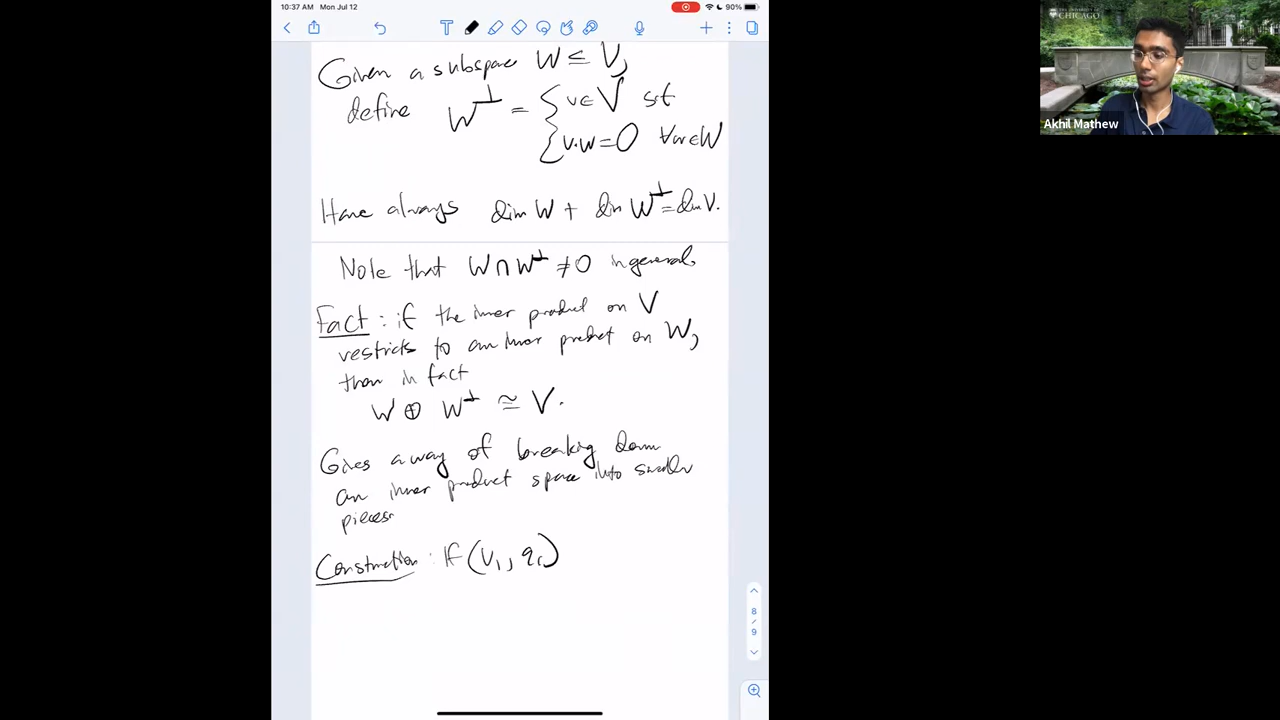 10:37 AM Mon Jul 12
90%
Given a subspace W ≤ V,
define W^⊥ = { v ∈ V s.t
v·w = 0 ∀w∈W
Have always dim W + dim W^⊥ = dim V.
Note that W ∩ W^⊥ ≠ 0 in general.
Fact: if the inner product on V
restricts to an inner product on W,
then in fact
W ⊕ W^⊥ ≅ V.
Gives a way of breaking down
an inner product space into smaller
pieces
Construction: If (V₁, q₁)
8
/
9
THE UNIVERSITY OF
CHICAGO
Akhil Mathew